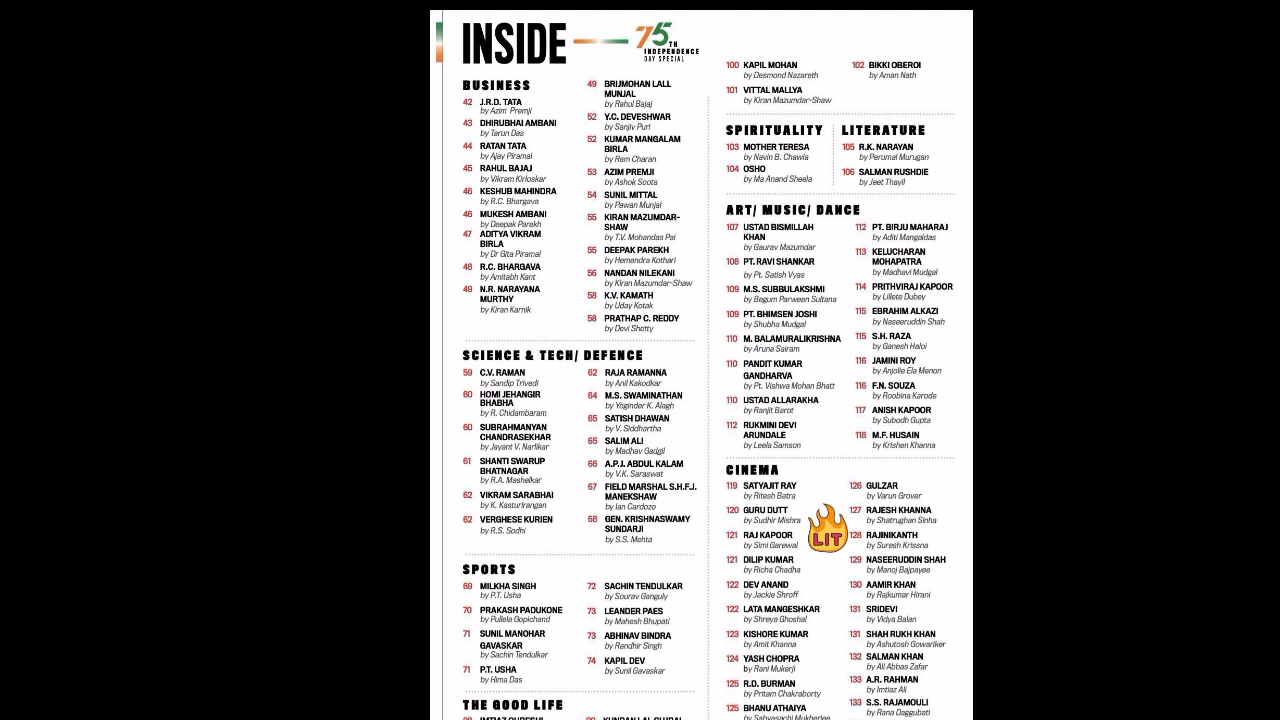 INSIDE
75TH
INDEPENDENCE
DAY SPECIAL
BUSINESS
42 J.R.D. TATA
by Azim Premji
43 DHIRUBHAI AMBANI
by Tarun Das
44 RATAN TATA
by Ajay Piramal
45 RAHUL BAJAJ
by Vikram Kirloskar
46 KESHUB MAHINDRA
by R.C. Bhargava
46 MUKESH AMBANI
by Deepak Parekh
47 ADITYA VIKRAM
BIRLA
by Dr Gita Piramal
48 R.C. BHARGAVA
by Amitabh Kant
49 N.R. NARAYANA
MURTHY
by Kiran Karnik
49 BRIJMOHAN LALL
MUNJAL
by Rahul Bajaj
52 Y.C. DEVESHWAR
by Sanjiv Puri
52 KUMAR MANGALAM
BIRLA
by Ram Charan
53 AZIM PREMJI
by Ashok Soota
54 SUNIL MITTAL
by Pawan Munjal
55 KIRAN MAZUMDAR-
SHAW
by T.V. Mohandas Pai
55 DEEPAK PAREKH
by Hemendra Kothari
56 NANDAN NILEKANI
by Kiran Mazumdar-Shaw
58 K.V. KAMATH
by Uday Kotak
58 PRATHAP C. REDDY
by Devi Shetty
SCIENCE & TECH/ DEFENCE
59 C.V. RAMAN
by Sandip Trivedi
60 HOMI JEHANGIR
BHABHA
by R. Chidambaram
60 SUBRAHMANYAN
CHANDRASEKHAR
by Jayant V. Narlikar
61 SHANTI SWARUP
BHATNAGAR
by R.A. Mashelkar
62 VIKRAM SARABHAI
by K. Kasturirangan
62 VERGHESE KURIEN
by R.S. Sodhi
62 RAJA RAMANNA
by Anil Kakodkar
64 M.S. SWAMINATHAN
by Yoginder K. Alagh
65 SATISH DHAWAN
by V. Siddhartha
65 SALIM ALI
by Madhav Gadgil
66 A.P.J. ABDUL KALAM
by V.K. Saraswat
67 FIELD MARSHAL S.H.F.J.
MANEKSHAW
by Ian Cardozo
68 GEN. KRISHNASWAMY
SUNDARJI
by S.S. Mehta
SPORTS
69 MILKHA SINGH
by P.T. Usha
70 PRAKASH PADUKONE
by Pullela Gopichand
71 SUNIL MANOHAR
GAVASKAR
by Sachin Tendulkar
71 P.T. USHA
by Hima Das
72 SACHIN TENDULKAR
by Sourav Ganguly
73 LEANDER PAES
by Mahesh Bhupati
73 ABHINAV BINDRA
by Randhir Singh
74 KAPIL DEV
by Sunil Gavaskar
THE GOOD LIFE
100 KAPIL MOHAN
by Desmond Nazareth
101 VITTAL MALLYA
by Kiran Mazumdar-Shaw
102 BIKKI OBEROI
by Aman Nath
SPIRITUALITY
103 MOTHER TERESA
by Navin B. Chawla
104 OSHO
by Ma Anand Sheela
LITERATURE
105 R.K. NARAYAN
by Perumal Murugan
106 SALMAN RUSHDIE
by Jeet Thayil
ART/ MUSIC/ DANCE
107 USTAD BISMILLAH
KHAN
by Gaurav Mazumdar
108 PT. RAVI SHANKAR
by Pt. Satish Vyas
109 M.S. SUBBULAKSHMI
by Begum Parween Sultana
109 PT. BHIMSEN JOSHI
by Shubha Mudgal
110 M. BALAMURALIKRISHNA
by Aruna Sairam
110 PANDIT KUMAR
GANDHARVA
by Pt. Vishwa Mohan Bhatt
110 USTAD ALLARAKHA
by Ranjit Barot
112 RUKMINI DEVI
ARUNDALE
by Leela Samson
112 PT. BIRJU MAHARAJ
by Aditi Mangaldas
113 KELUCHARAN
MOHAPATRA
by Madhavi Mudgal
114 PRITHVIRAJ KAPOOR
by Lillete Dubey
115 EBRAHIM ALKAZI
by Naseeruddin Shah
115 S.H. RAZA
by Ganesh Haloi
116 JAMINI ROY
by Anjolie Ela Menon
116 F.N. SOUZA
by Roobina Karode
117 ANISH KAPOOR
by Subodh Gupta
118 M.F. HUSAIN
by Krishen Khanna
CINEMA
119 SATYAJIT RAY
by Ritesh Batra
120 GURU DUTT
by Sudhir Mishra
121 RAJ KAPOOR
by Simi Garewal
121 DILIP KUMAR
by Richa Chadha
122 DEV ANAND
by Jackie Shroff
122 LATA MANGESHKAR
by Shreya Ghoshal
123 KISHORE KUMAR
by Amit Khanna
124 YASH CHOPRA
by Rani Mukerji
125 R.D. BURMAN
by Pritam Chakraborty
125 BHANU ATHAIYA
by Sabyasachi Mukherjee
LIT
126 GULZAR
by Varun Grover
127 RAJESH KHANNA
by Shatrughan Sinha
128 RAJINIKANTH
by Suresh Krissna
129 NASEERUDDIN SHAH
by Manoj Bajpayee
130 AAMIR KHAN
by Rajkumar Hirani
131 SRIDEVI
by Vidya Balan
131 SHAH RUKH KHAN
by Ashutosh Gowariker
132 SALMAN KHAN
by Ali Abbas Zafar
133 A.R. RAHMAN
by Imtiaz Ali
133 S.S. RAJAMOULI
by Rana Daggubati